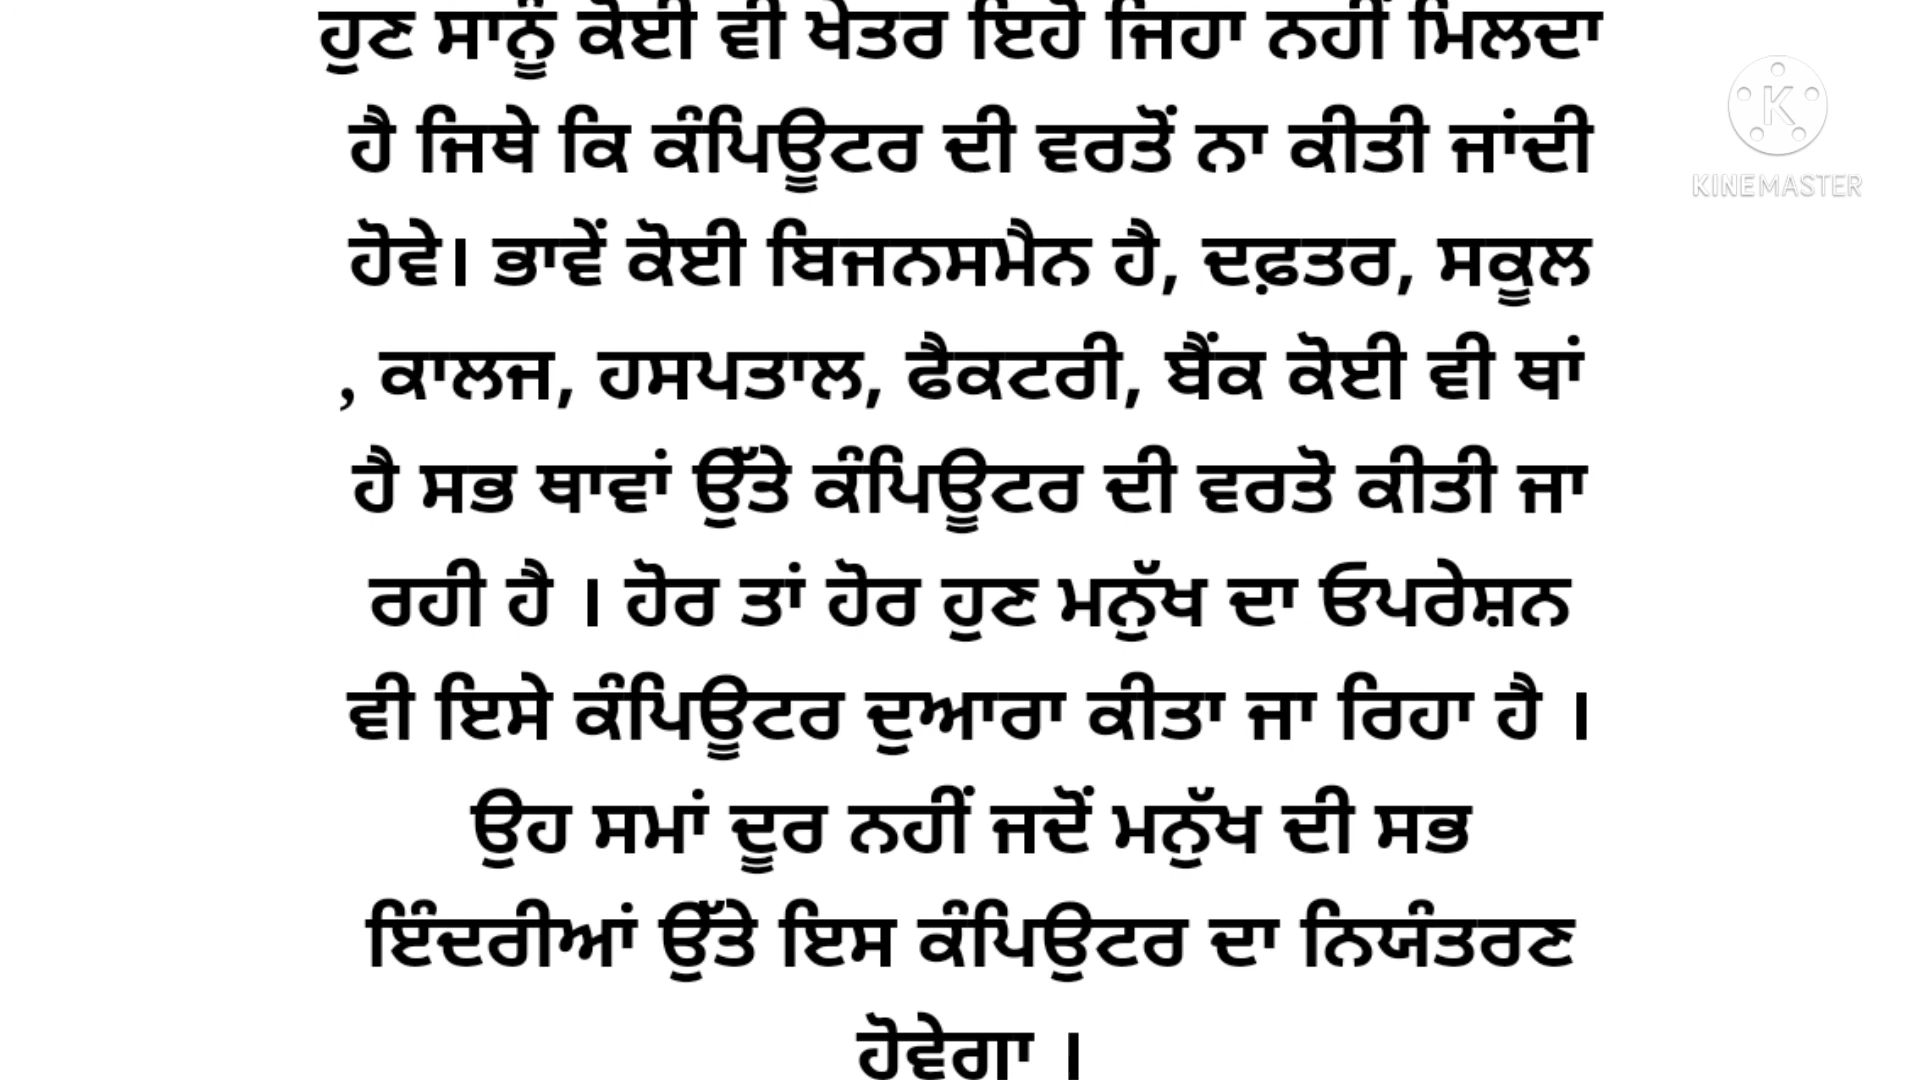 ਹੁਣ ਸਾਨੂੰ ਕੋਈ ਵੀ ਖੇਤਰ ਇਹੋ ਜਿਹਾ ਨਹੀਂ ਮਿਲਦਾ
ਹੈ ਜਿਥੇ ਕਿ ਕੰਪਿਊਟਰ ਦੀ ਵਰਤੋਂ ਨਾ ਕੀਤੀ ਜਾਂਦੀ
ਹੋਵੇ। ਭਾਵੇਂ ਕੋਈ ਬਿਜਨਸਮੈਨ ਹੈ, ਦਫ਼ਤਰ, ਸਕੂਲ
, ਕਾਲਜ, ਹਸਪਤਾਲ, ਫੈਕਟਰੀ, ਬੈਂਕ ਕੋਈ ਵੀ ਥਾਂ
ਹੈ ਸਭ ਥਾਵਾਂ ਉੱਤੇ ਕੰਪਿਊਟਰ ਦੀ ਵਰਤੋ ਕੀਤੀ ਜਾ
ਰਹੀ ਹੈ । ਹੋਰ ਤਾਂ ਹੋਰ ਹੁਣ ਮਨੁੱਖ ਦਾ ਓਪਰੇਸ਼ਨ
ਵੀ ਇਸੇ ਕੰਪਿਊਟਰ ਦੁਆਰਾ ਕੀਤਾ ਜਾ ਰਿਹਾ ਹੈ ।
ਉਹ ਸਮਾਂ ਦੂਰ ਨਹੀਂ ਜਦੋਂ ਮਨੁੱਖ ਦੀ ਸਭ
ਇੰਦਰੀਆਂ ਉੱਤੇ ਇਸ ਕੰਪਿਉਟਰ ਦਾ ਨਿਯੰਤਰਣ
ਹੋਵੇਗਾ ।
K
KINEMASTER